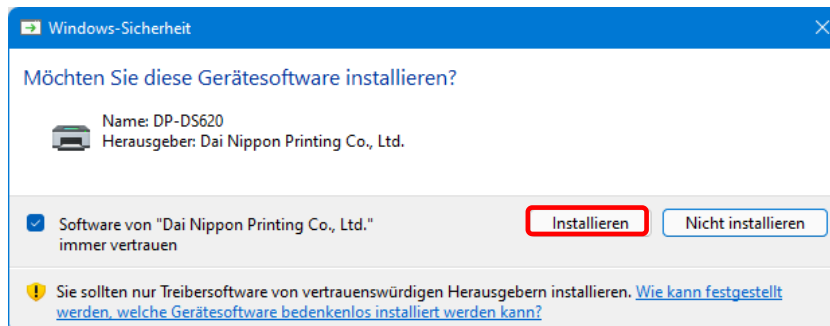 Windows-Sicherheit
Möchten Sie diese Gerätesoftware installieren?
Name: DP-DS620
Herausgeber: Dai Nippon Printing Co., Ltd.
Software von "Dai Nippon Printing Co., Ltd."
immer vertrauen
Installieren
Nicht installieren
Sie sollten nur Treibersoftware von vertrauenswürdigen Herausgebern installieren. Wie kann festgestellt
werden, welche Gerätesoftware bedenkenlos installiert werden kann?